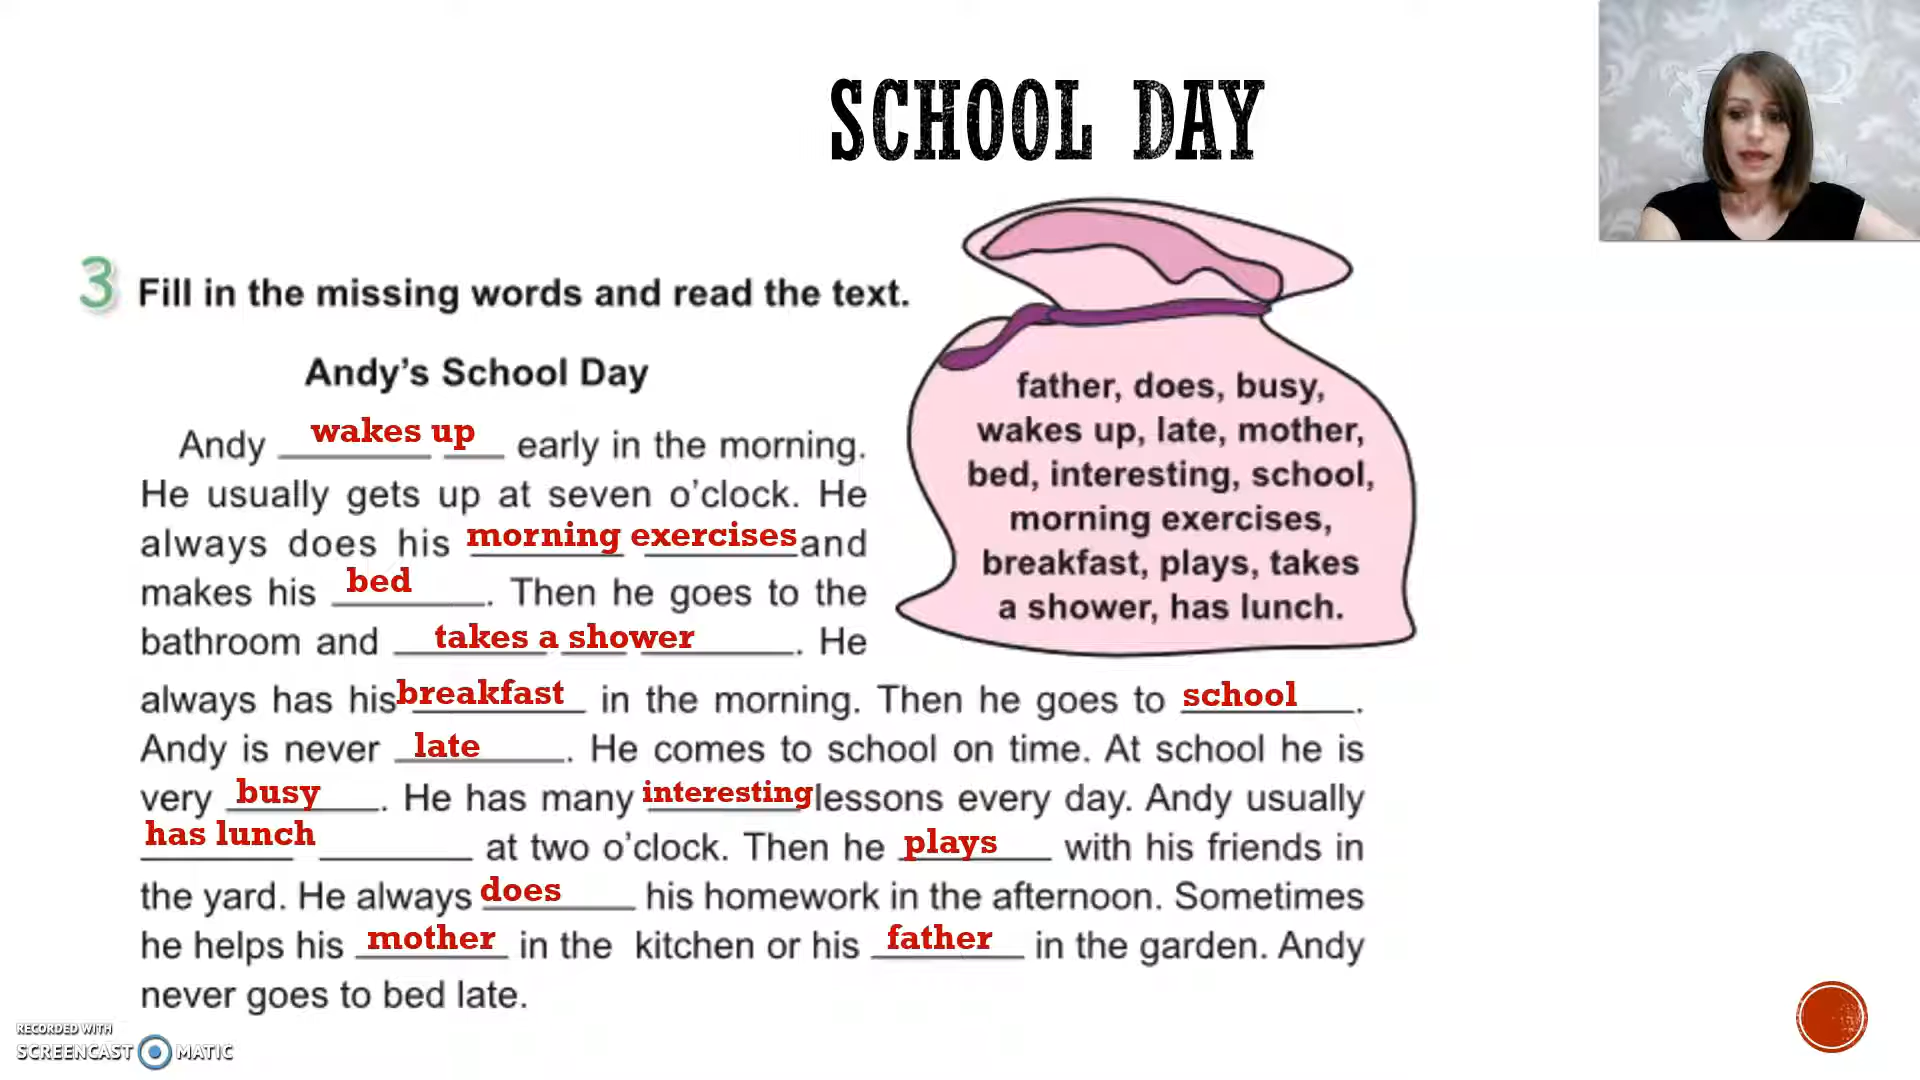 SCHOOL DAY
3 Fill in the missing words and read the text.
Andy’s School Day
Andy wakes up early in the morning.
He usually gets up at seven o’clock. He
always does his morning exercises and
makes his bed. Then he goes to the
bathroom and takes a shower. He
always has his breakfast in the morning. Then he goes to school.
Andy is never late. He comes to school on time. At school he is
very busy. He has many interesting lessons every day. Andy usually
has lunch at two o’clock. Then he plays with his friends in
the yard. He always does his homework in the afternoon. Sometimes
he helps his mother in the kitchen or his father in the garden. Andy
never goes to bed late.
father, does, busy,
wakes up, late, mother,
bed, interesting, school,
morning exercises,
breakfast, plays, takes
a shower, has lunch.
RECORDED WITH
SCREENCAST MATIC